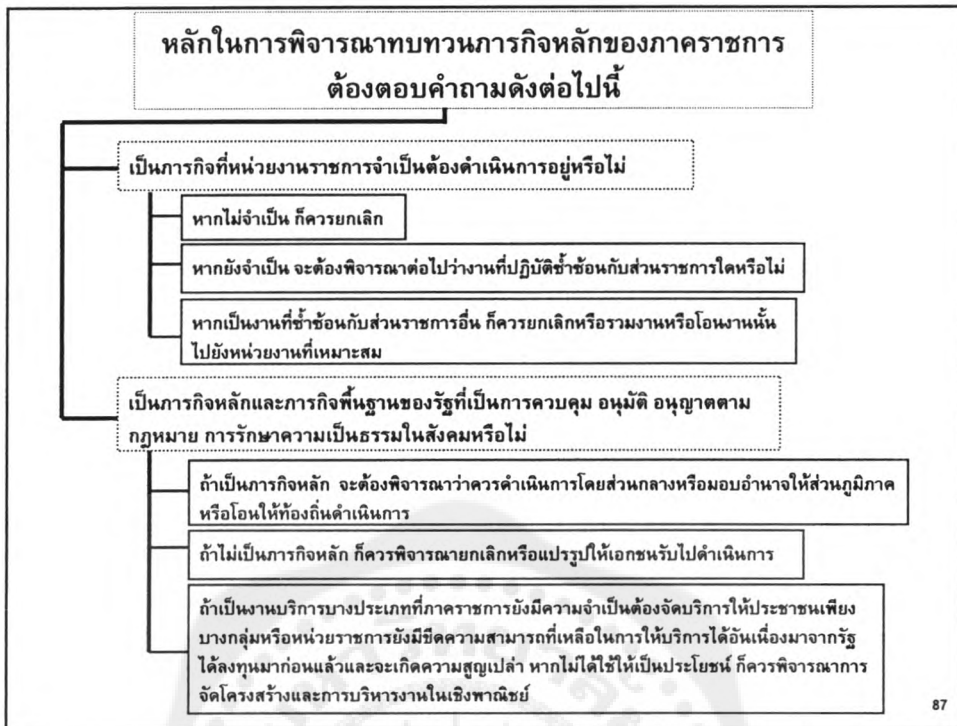 หลักในการพิจารณาทบทวนภารกิจหลักของภาคราชการ
ต้องตอบคำถามดังต่อไปนี้
เป็นภารกิจที่หน่วยงานราชการจำเป็นต้องดำเนินการอยู่หรือไม่
หากไม่จำเป็น ก็ควรยกเลิก
หากยังจำเป็น จะต้องพิจารณาต่อไปว่างานที่ปฏิบัติซ้ำซ้อนกับส่วนราชการใดหรือไม่
หากเป็นงานที่ซ้ำซ้อนกับส่วนราชการอื่น ก็ควรยกเลิกหรือรวมงานหรือโอนงานนั้น
ไปยังหน่วยงานที่เหมาะสม
เป็นภารกิจหลักและภารกิจพื้นฐานของรัฐที่เป็นการควบคุม อนุมัติ อนุญาตตาม
กฎหมาย การรักษาความเป็นธรรมในสังคมหรือไม่
ถ้าเป็นภารกิจหลัก จะต้องพิจารณาว่าควรดำเนินการโดยส่วนกลางหรือมอบอำนาจให้ส่วนภูมิภาค
หรือโอนให้ท้องถิ่นดำเนินการ
ถ้าไม่เป็นภารกิจหลัก ก็ควรพิจารณายกเลิกหรือแปรรูปให้เอกชนรับไปดำเนินการ
ถ้าเป็นงานบริการบางประเภทที่ภาคราชการยังมีความจำเป็นต้องจัดบริการให้ประชาชนเพียง
บางกลุ่มหรือหน่วยราชการยังมีขีดความสามารถที่เหลือในการให้บริการได้อันเนื่องมาจากรัฐ
ได้ลงทุนมาก่อนแล้วและจะเกิดความสูญเปล่า หากไม่ได้ใช้ให้เป็นประโยชน์ ก็ควรพิจารณาการ
จัดโครงสร้างและการบริหารงานในเชิงพาณิชย์
87